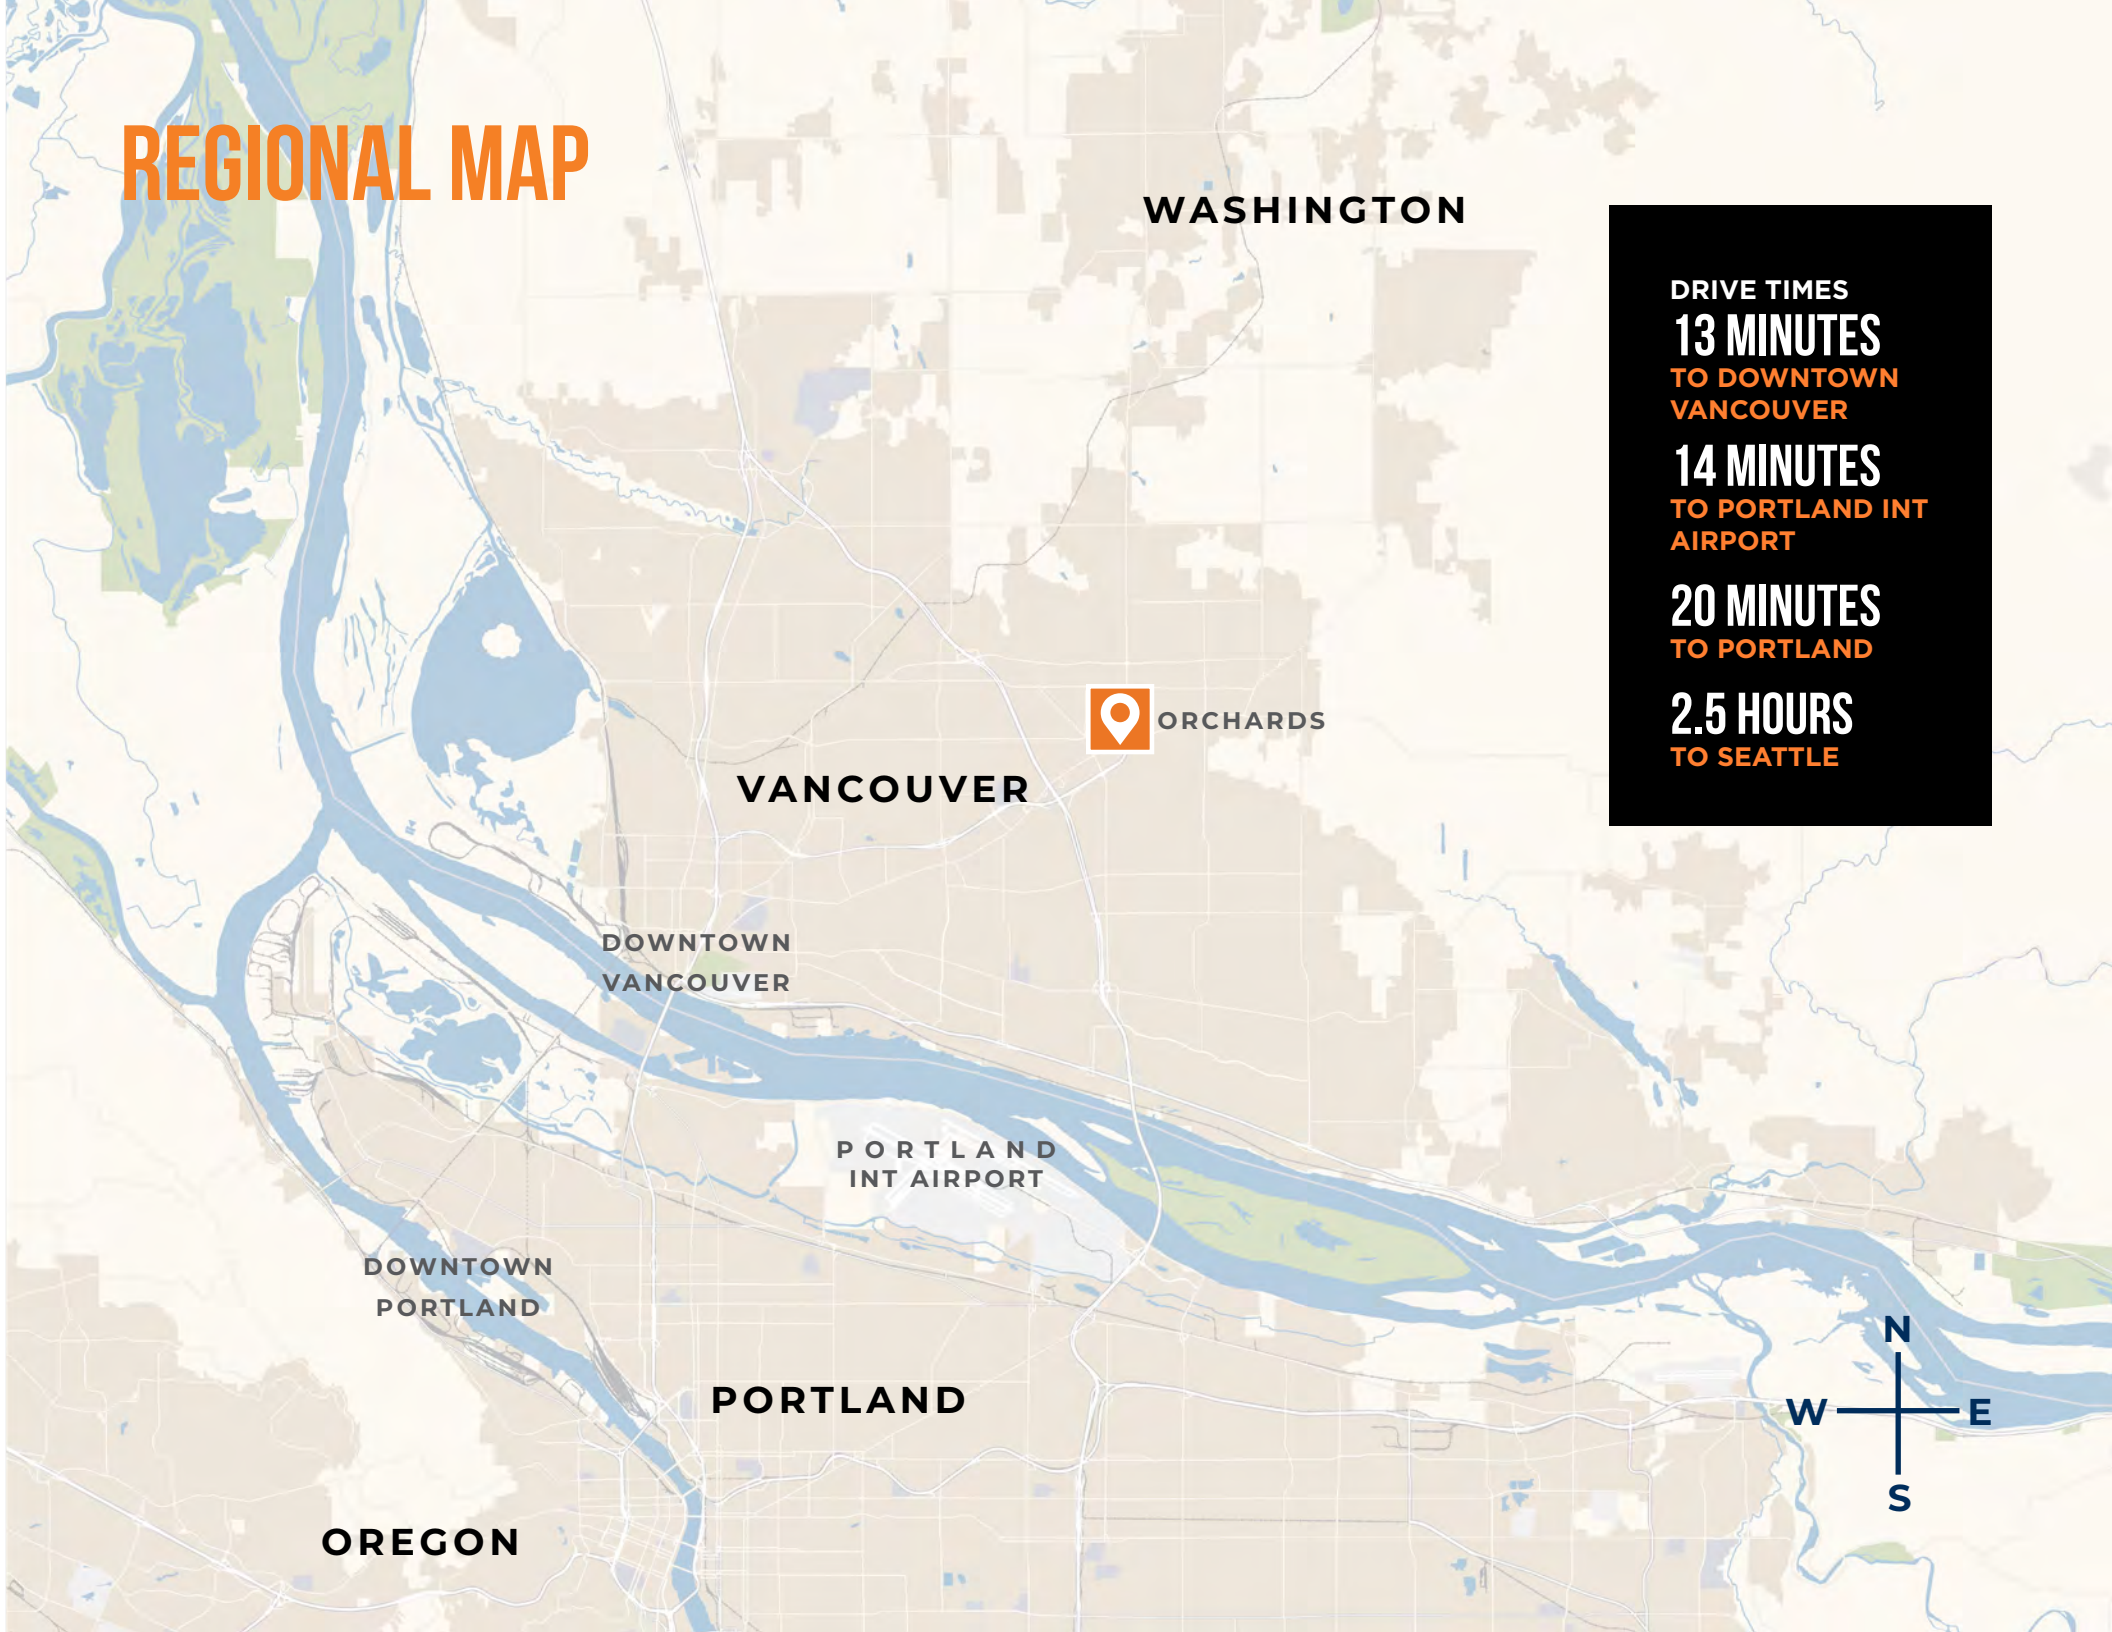 REGIONAL MAP
WASHINGTON
DRIVE TIMES
13 MINUTES
TO DOWNTOWN
VANCOUVER
14 MINUTES
TO PORTLAND INT
AIRPORT
20 MINUTES
TO PORTLAND
2.5 HOURS
TO SEATTLE
ORCHARDS
VANCOUVER
DOWNTOWN
VANCOUVER
PORTLAND
INT AIRPORT
DOWNTOWN
PORTLAND
PORTLAND
OREGON
N
W E
S